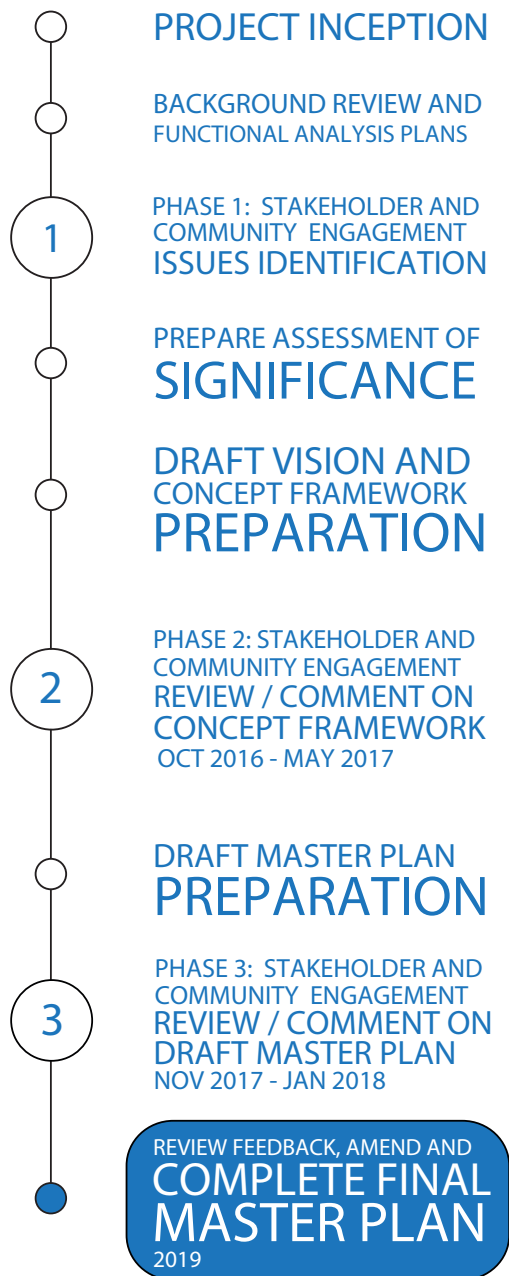 PROJECT INCEPTION
BACKGROUND REVIEW AND
FUNCTIONAL ANALYSIS PLANS
1
PHASE 1: STAKEHOLDER AND
COMMUNITY ENGAGEMENT
ISSUES IDENTIFICATION
PREPARE ASSESSMENT OF
SIGNIFICANCE
DRAFT VISION AND
CONCEPT FRAMEWORK
PREPARATION
2
PHASE 2: STAKEHOLDER AND
COMMUNITY ENGAGEMENT
REVIEW / COMMENT ON
CONCEPT FRAMEWORK
OCT 2016 - MAY 2017
DRAFT MASTER PLAN
PREPARATION
3
PHASE 3: STAKEHOLDER AND
COMMUNITY ENGAGEMENT
REVIEW / COMMENT ON
DRAFT MASTER PLAN
NOV 2017 - JAN 2018
REVIEW FEEDBACK, AMEND AND
COMPLETE FINAL
MASTER PLAN
2019